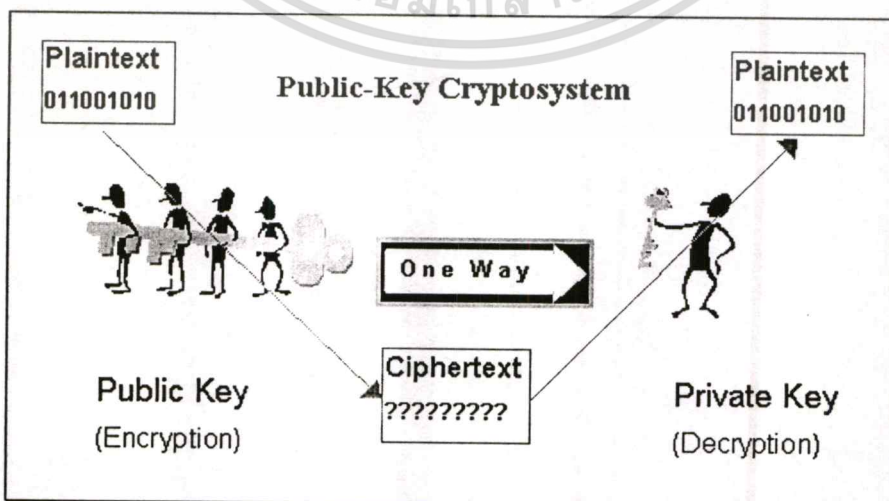 Plaintext
011001010
Public-Key Cryptosystem
Plaintext
011001010
One Way
Ciphertext
?????????
Public Key
(Encryption)
Private Key
(Decryption)